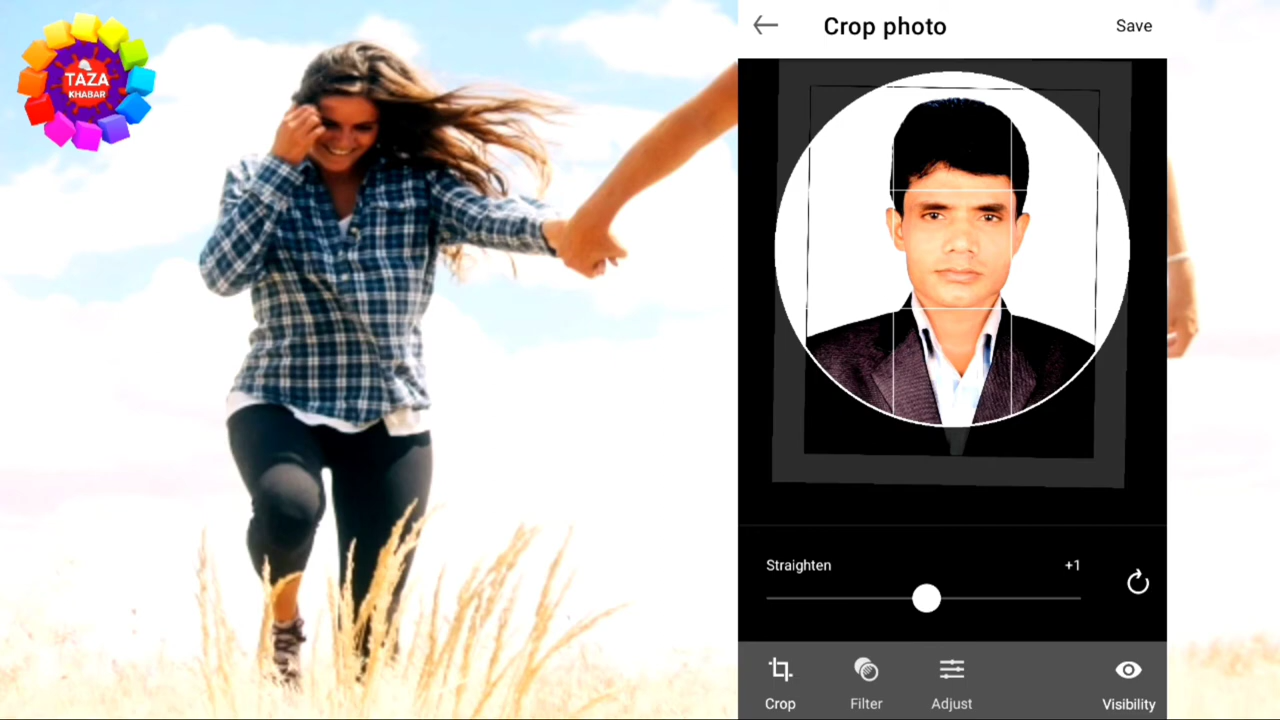 TAZA
KHABAR
Crop photo
Save
Straighten
+1
Crop
Filter
Adjust
Visibility